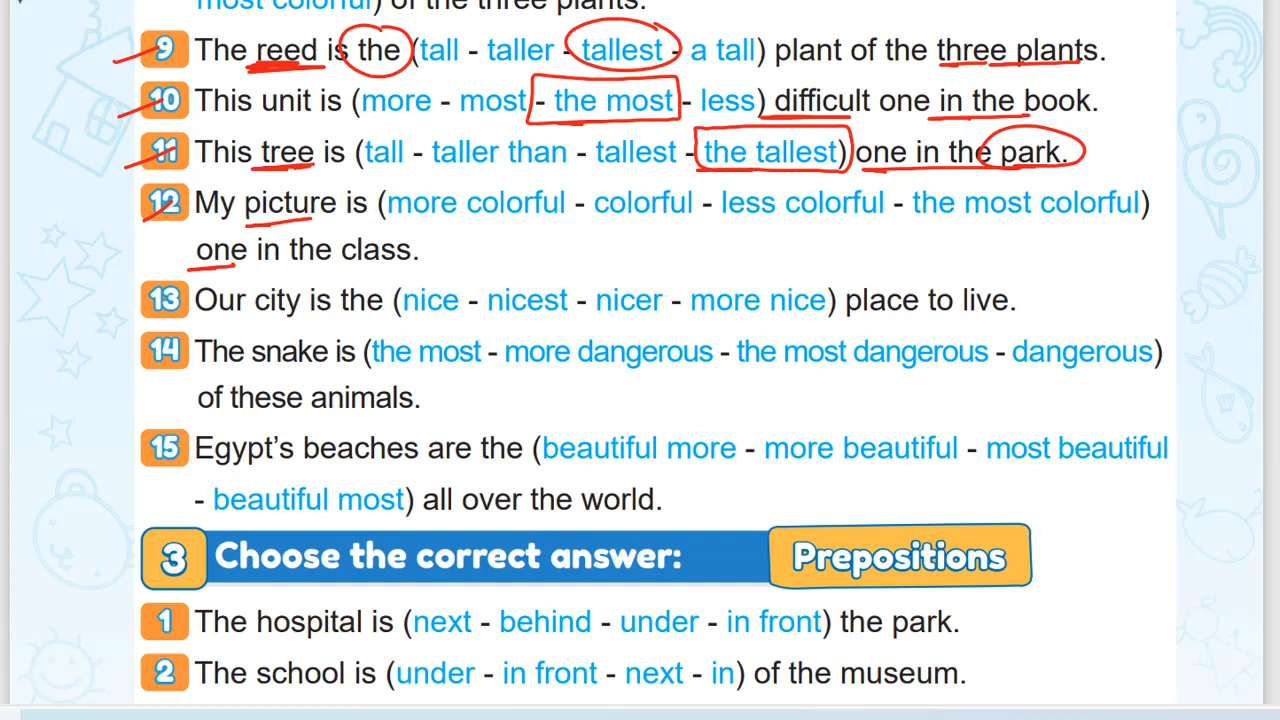 most colorful) of the three plants.
9 The reed is the (tall - taller - tallest - a tall) plant of the three plants.
10 This unit is (more - most - the most - less) difficult one in the book.
11 This tree is (tall - taller than - tallest - the tallest) one in the park.
12 My picture is (more colorful - colorful - less colorful - the most colorful)
one in the class.
13 Our city is the (nice - nicest - nicer - more nice) place to live.
14 The snake is (the most - more dangerous - the most dangerous - dangerous)
of these animals.
15 Egypt's beaches are the (beautiful more - more beautiful - most beautiful
- beautiful most) all over the world.
3 Choose the correct answer: Prepositions
1 The hospital is (next - behind - under - in front) the park.
2 The school is (under - in front - next - in) of the museum.